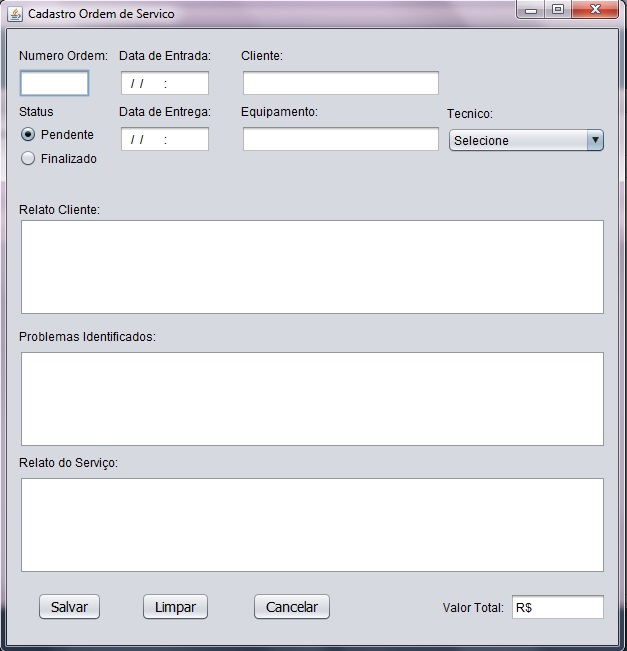 Cadastro Ordem de Servico
Numero Ordem: Data de Entrada: Cliente:
/ / :
Status Data de Entrega: Equipamento: Tecnico:
Pendente / / : Selecione
Finalizado
Relato Cliente:
Problemas Identificados:
Relato do Serviço:
Salvar Limpar Cancelar Valor Total: R$